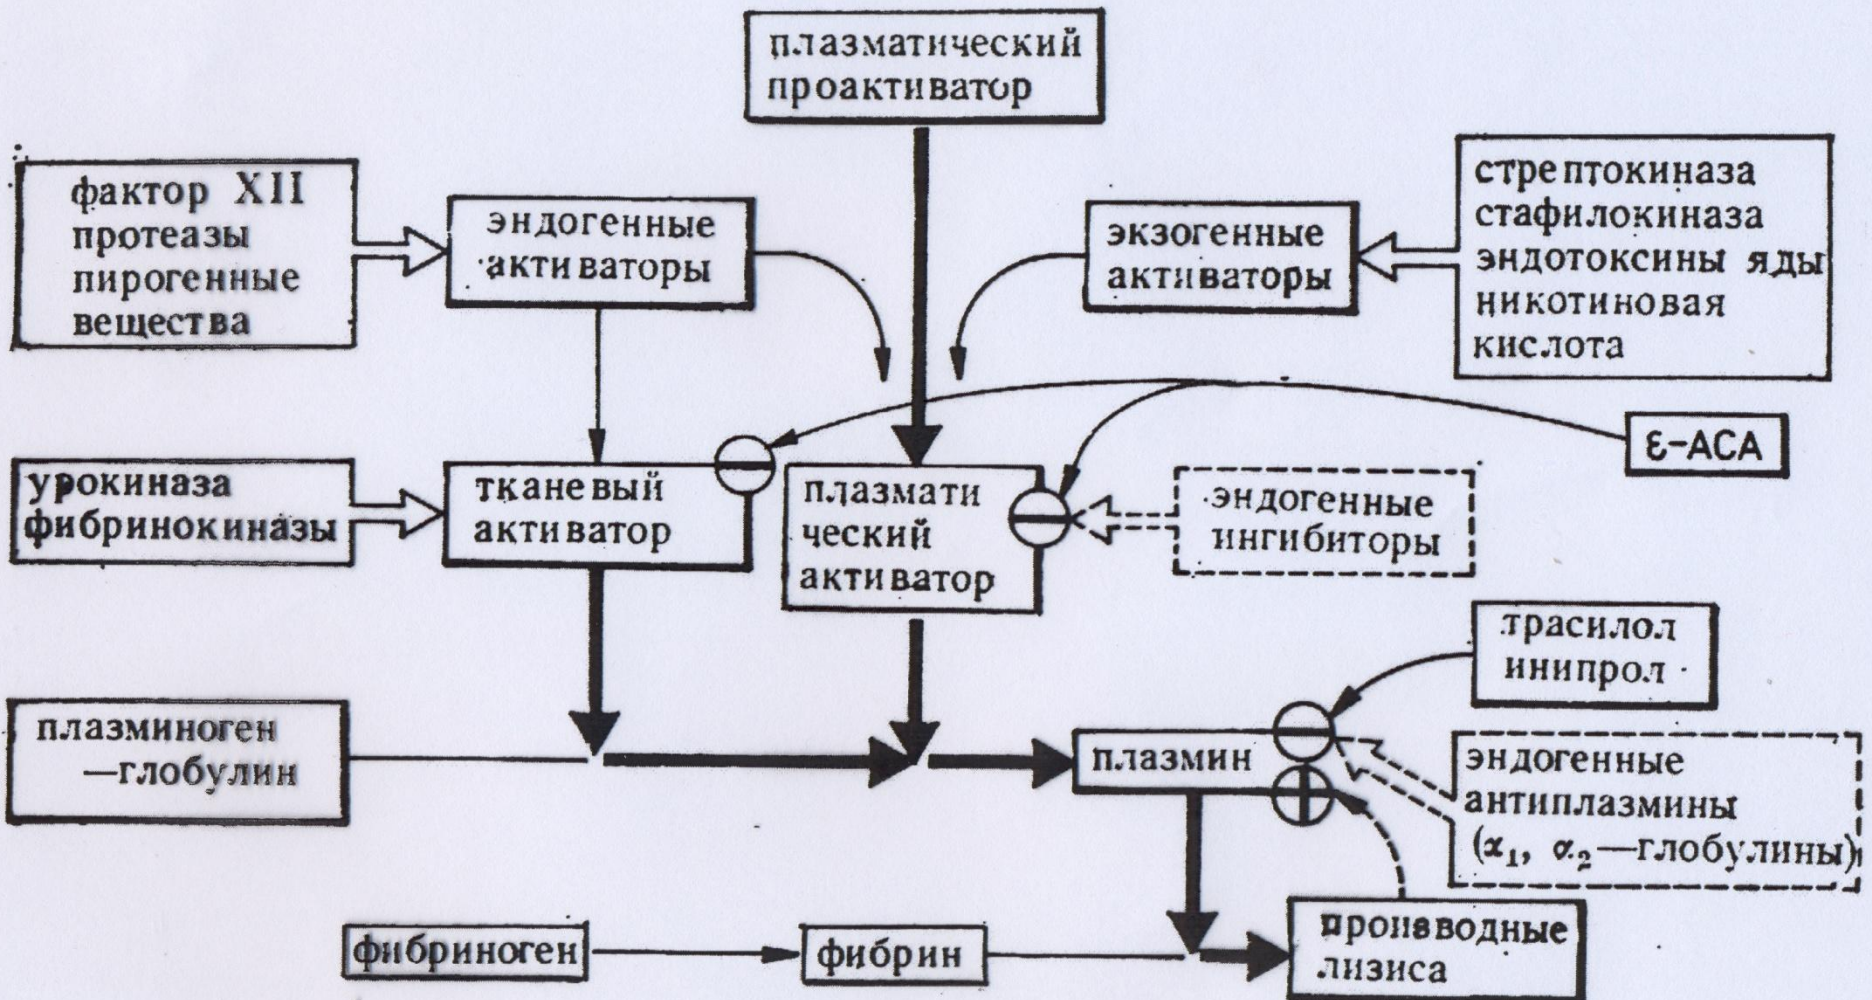 плазматический
проактиватор
фактор XII
протеазы
пирогенные
вещества
эндогенные
активаторы
экзогенные
активаторы
стрептокиназа
стафилокиназа
эндотоксины яды
никотиновая
кислота
ε-АСА
урокиназа
фибринокиназы
тканевый
активатор
плазмати
ческий
активатор
эндогенные
ингибиторы
трасилол
инипрол
плазминоген
—глобулин
плазмин
эндогенные
антиплазмины
(α₁, α₂—глобулины)
фибриноген
фибрин
производные
лизиса